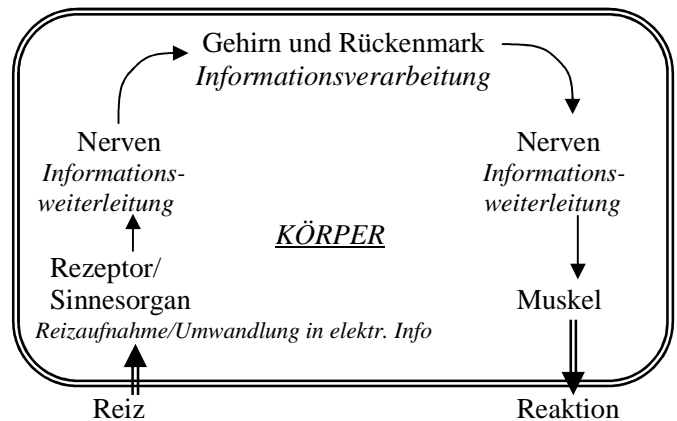 Gehirn und Rückenmark
Informationsverarbeitung
Nerven
Informations-
weiterleitung
Nerven
Informations-
weiterleitung
KÖRPER
Rezeptor/
Sinnesorgan
Reizaufnahme/Umwandlung in elektr. Info
Muskel
Reiz
Reaktion